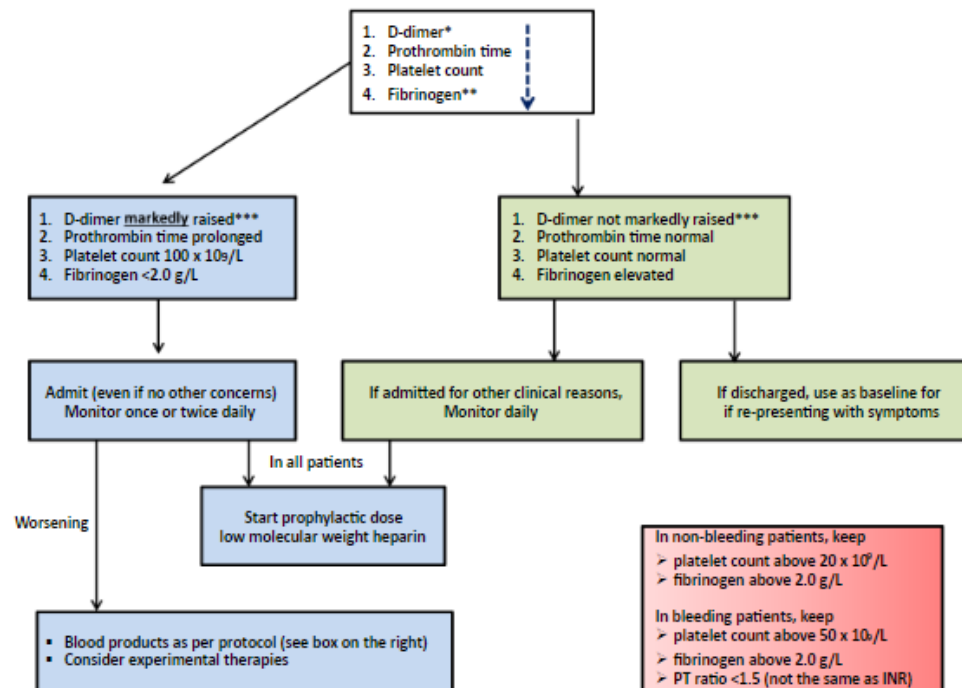 1. D-dimer*
2. Prothrombin time
3. Platelet count
4. Fibrinogen**
1. D-dimer markedly raised***
2. Prothrombin time prolonged
3. Platelet count 100 x 10₉/L
4. Fibrinogen <2.0 g/L
1. D-dimer not markedly raised***
2. Prothrombin time normal
3. Platelet count normal
4. Fibrinogen elevated
Admit (even if no other concerns)
Monitor once or twice daily
If admitted for other clinical reasons,
Monitor daily
If discharged, use as baseline for
if re-presenting with symptoms
In all patients
Worsening
Start prophylactic dose
low molecular weight heparin
▪ Blood products as per protocol (see box on the right)
▪ Consider experimental therapies
In non-bleeding patients, keep
➢ platelet count above 20 x 10⁹/L
➢ fibrinogen above 2.0 g/L
In bleeding patients, keep
➢ platelet count above 50 x 10₉/L
➢ fibrinogen above 2.0 g/L
➢ PT ratio <1.5 (not the same as INR)